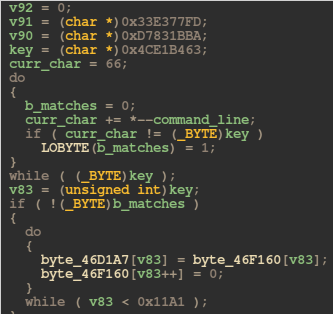 v92 = 0;
v91 = (char *)0x33E377FD;
v90 = (char *)0xD7831BBA;
key = (char *)0x4CE1B463;
curr_char = 66;
do
{
b_matches = 0;
curr_char += *--command_line;
if ( curr_char != (_BYTE)key )
LOBYTE(b_matches) = 1;
}
while ( (_BYTE)key );
v83 = (unsigned int)key;
if ( !(_BYTE)b_matches )
{
do
{
byte_46D1A7[v83] = byte_46F160[v83];
byte_46F160[v83++] = 0;
}
while ( v83 < 0x11A1 );